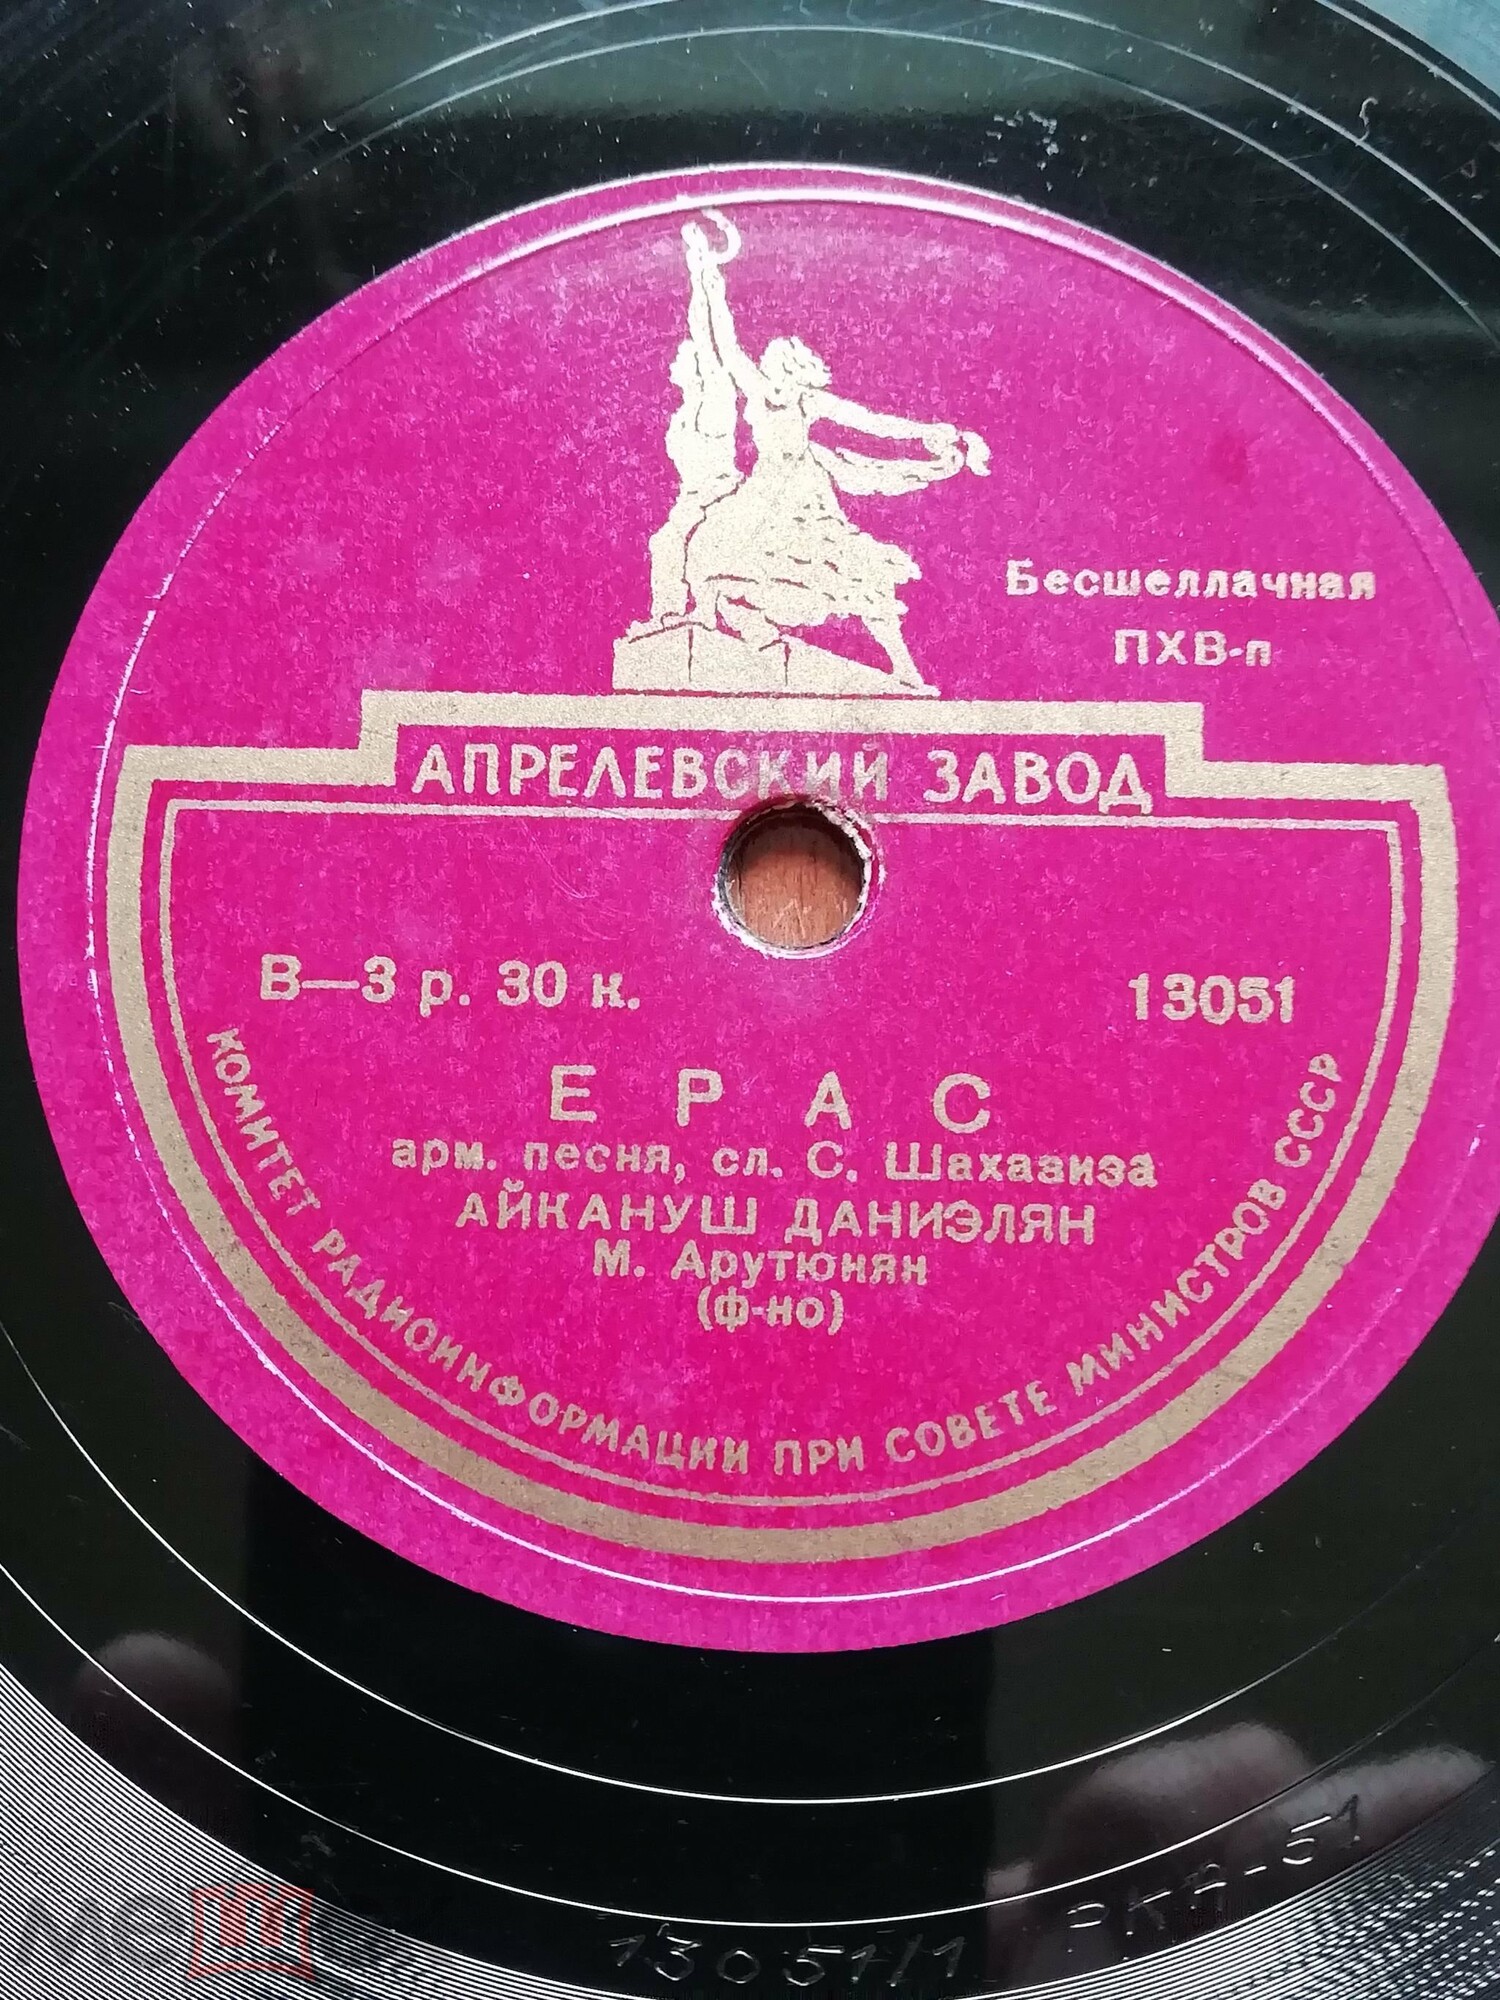 Бесшеллачная
ПХВ-п
АПРЕЛЕВСКИЙ ЗАВОД
В—3 р. 30 к.
13051
ЕРАС
арм. песня, сл. С. Шахазиза
АЙКАНУШ ДАНИЭЛЯН
М. Арутюнян
(ф-но)
КОМИТЕТ РАДИОИНФОРМАЦИИ ПРИ СОВЕТЕ МИНИСТРОВ СССР
13051/1